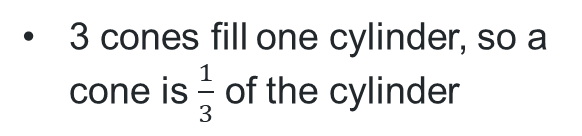 • 3 cones fill one cylinder, so a
cone is 1/3 of the cylinder